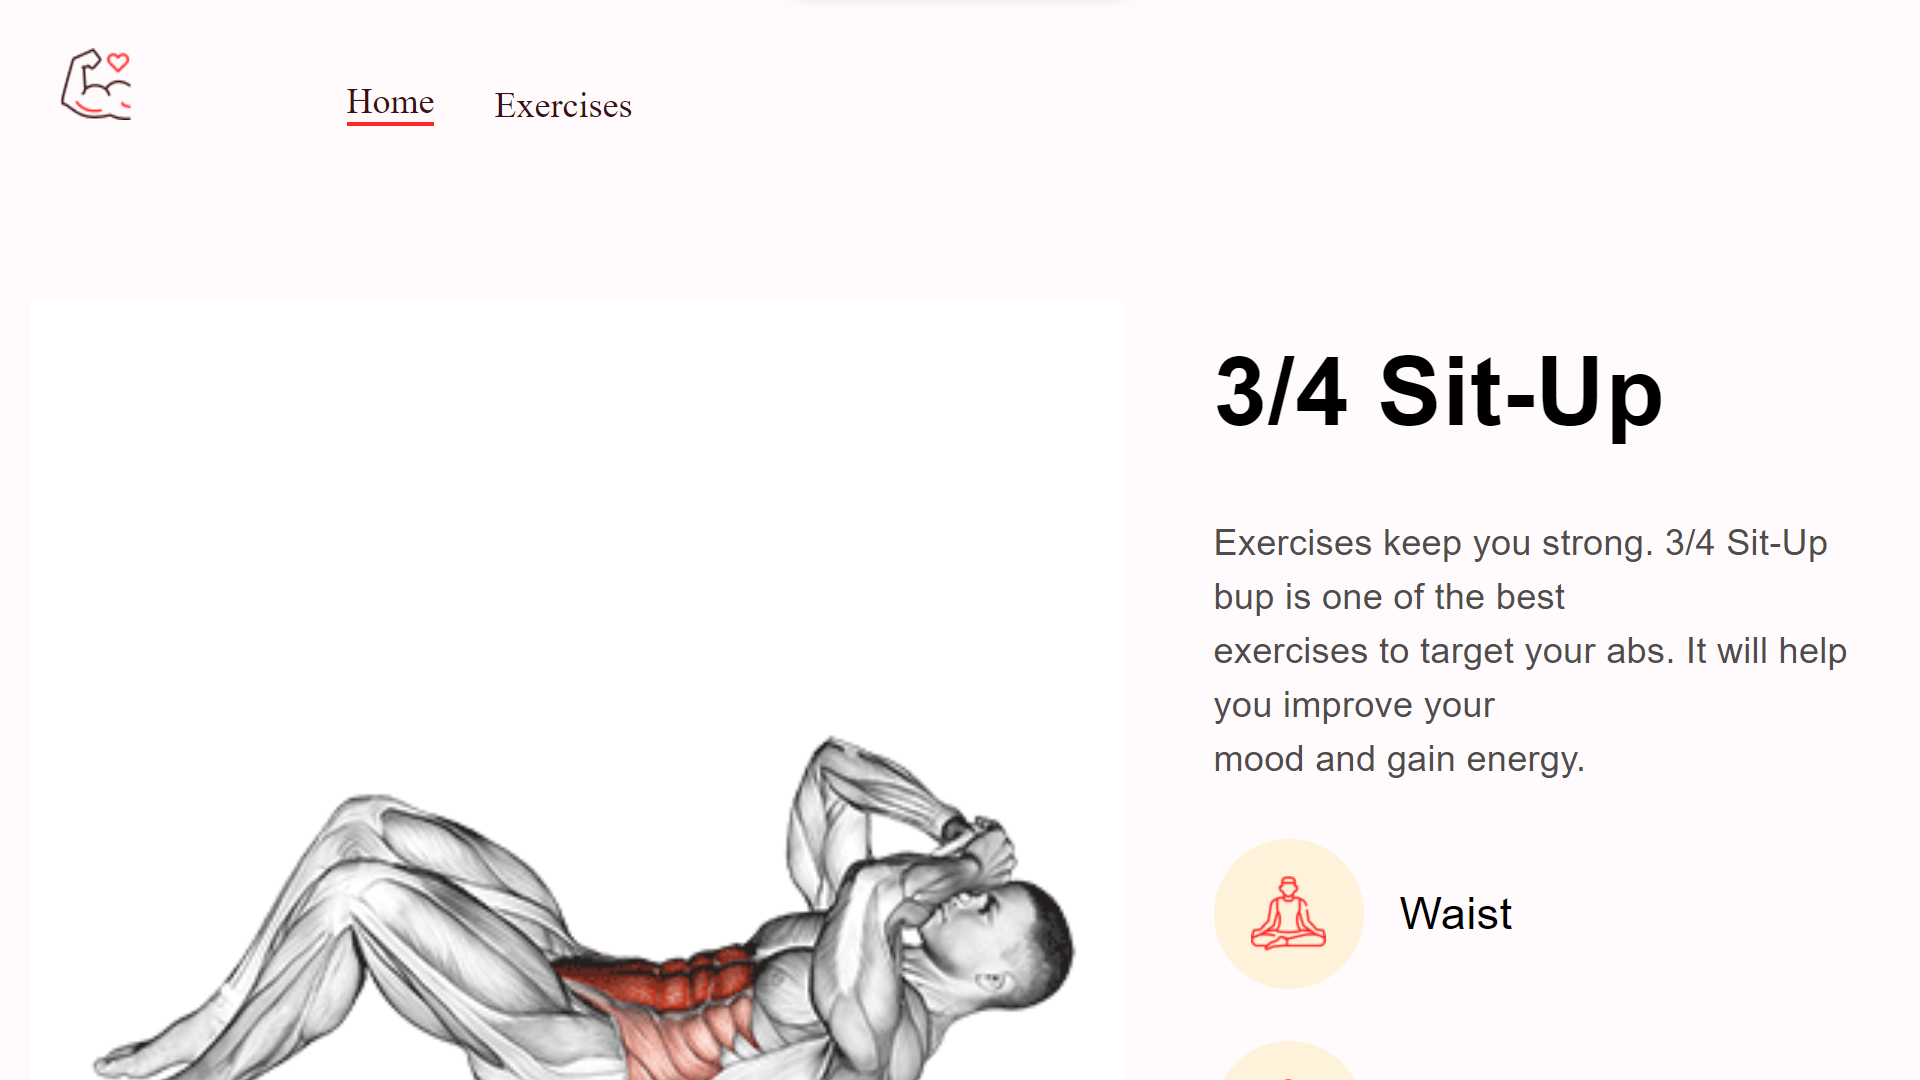 Home
Exercises
3/4 Sit-Up
Exercises keep you strong. 3/4 Sit-Up
bup is one of the best
exercises to target your abs. It will help
you improve your
mood and gain energy.
Waist